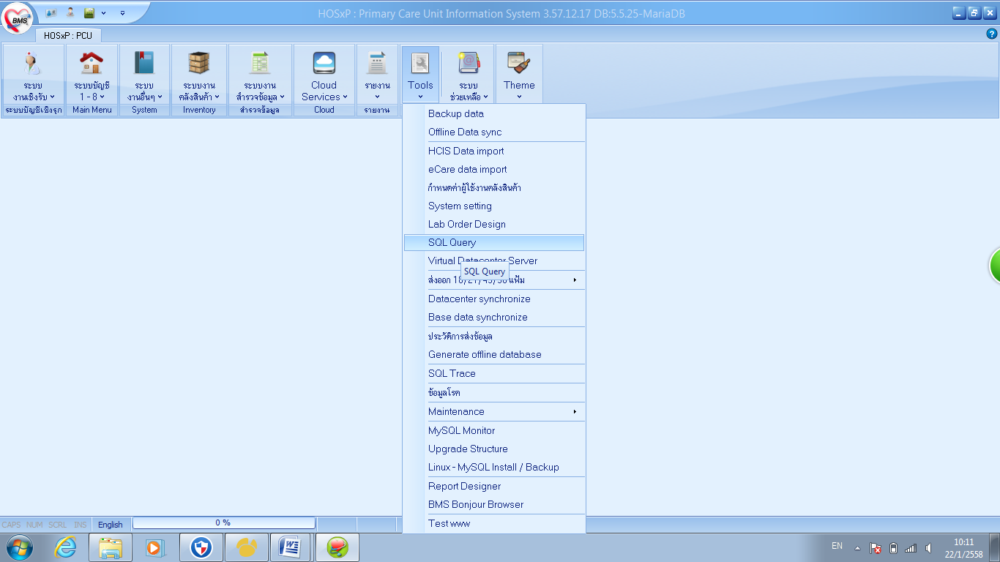 BMS
HOSxP : Primary Care Unit Information System 3.57.12.17 DB:5.5.25-MariaDB
HOSxP : PCU
ระบบ
งานเชิงรับ
ระบบบัญชีเชิงรุก
ระบบบัญชี
1 - 8
Main Menu
ระบบ
งานอื่นๆ
System
ระบบงาน
คลังสินค้า
Inventory
ระบบงาน
สำรวจข้อมูล
สำรวจข้อมูล
Cloud
Services
Cloud
รายงาน
รายงาน
Tools
ระบบ
ช่วยเหลือ
Theme
Backup data
Offline Data sync
HCIS Data import
eCare data import
กำหนดค่าผู้ใช้งานคลังสินค้า
System setting
Lab Order Design
SQL Query
Virtual Datacenter Server
SQL Query
ส่งออก 18/21/43/50 แฟ้ม
Datacenter synchronize
Base data synchronize
ประวัติการส่งข้อมูล
Generate offline database
SQL Trace
ข้อมูลโรค
Maintenance
MySQL Monitor
Upgrade Structure
Linux - MySQL Install / Backup
Report Designer
BMS Bonjour Browser
Test www
CAPS NUM SCRL INS English 0 %
EN
10:11
22/1/2558